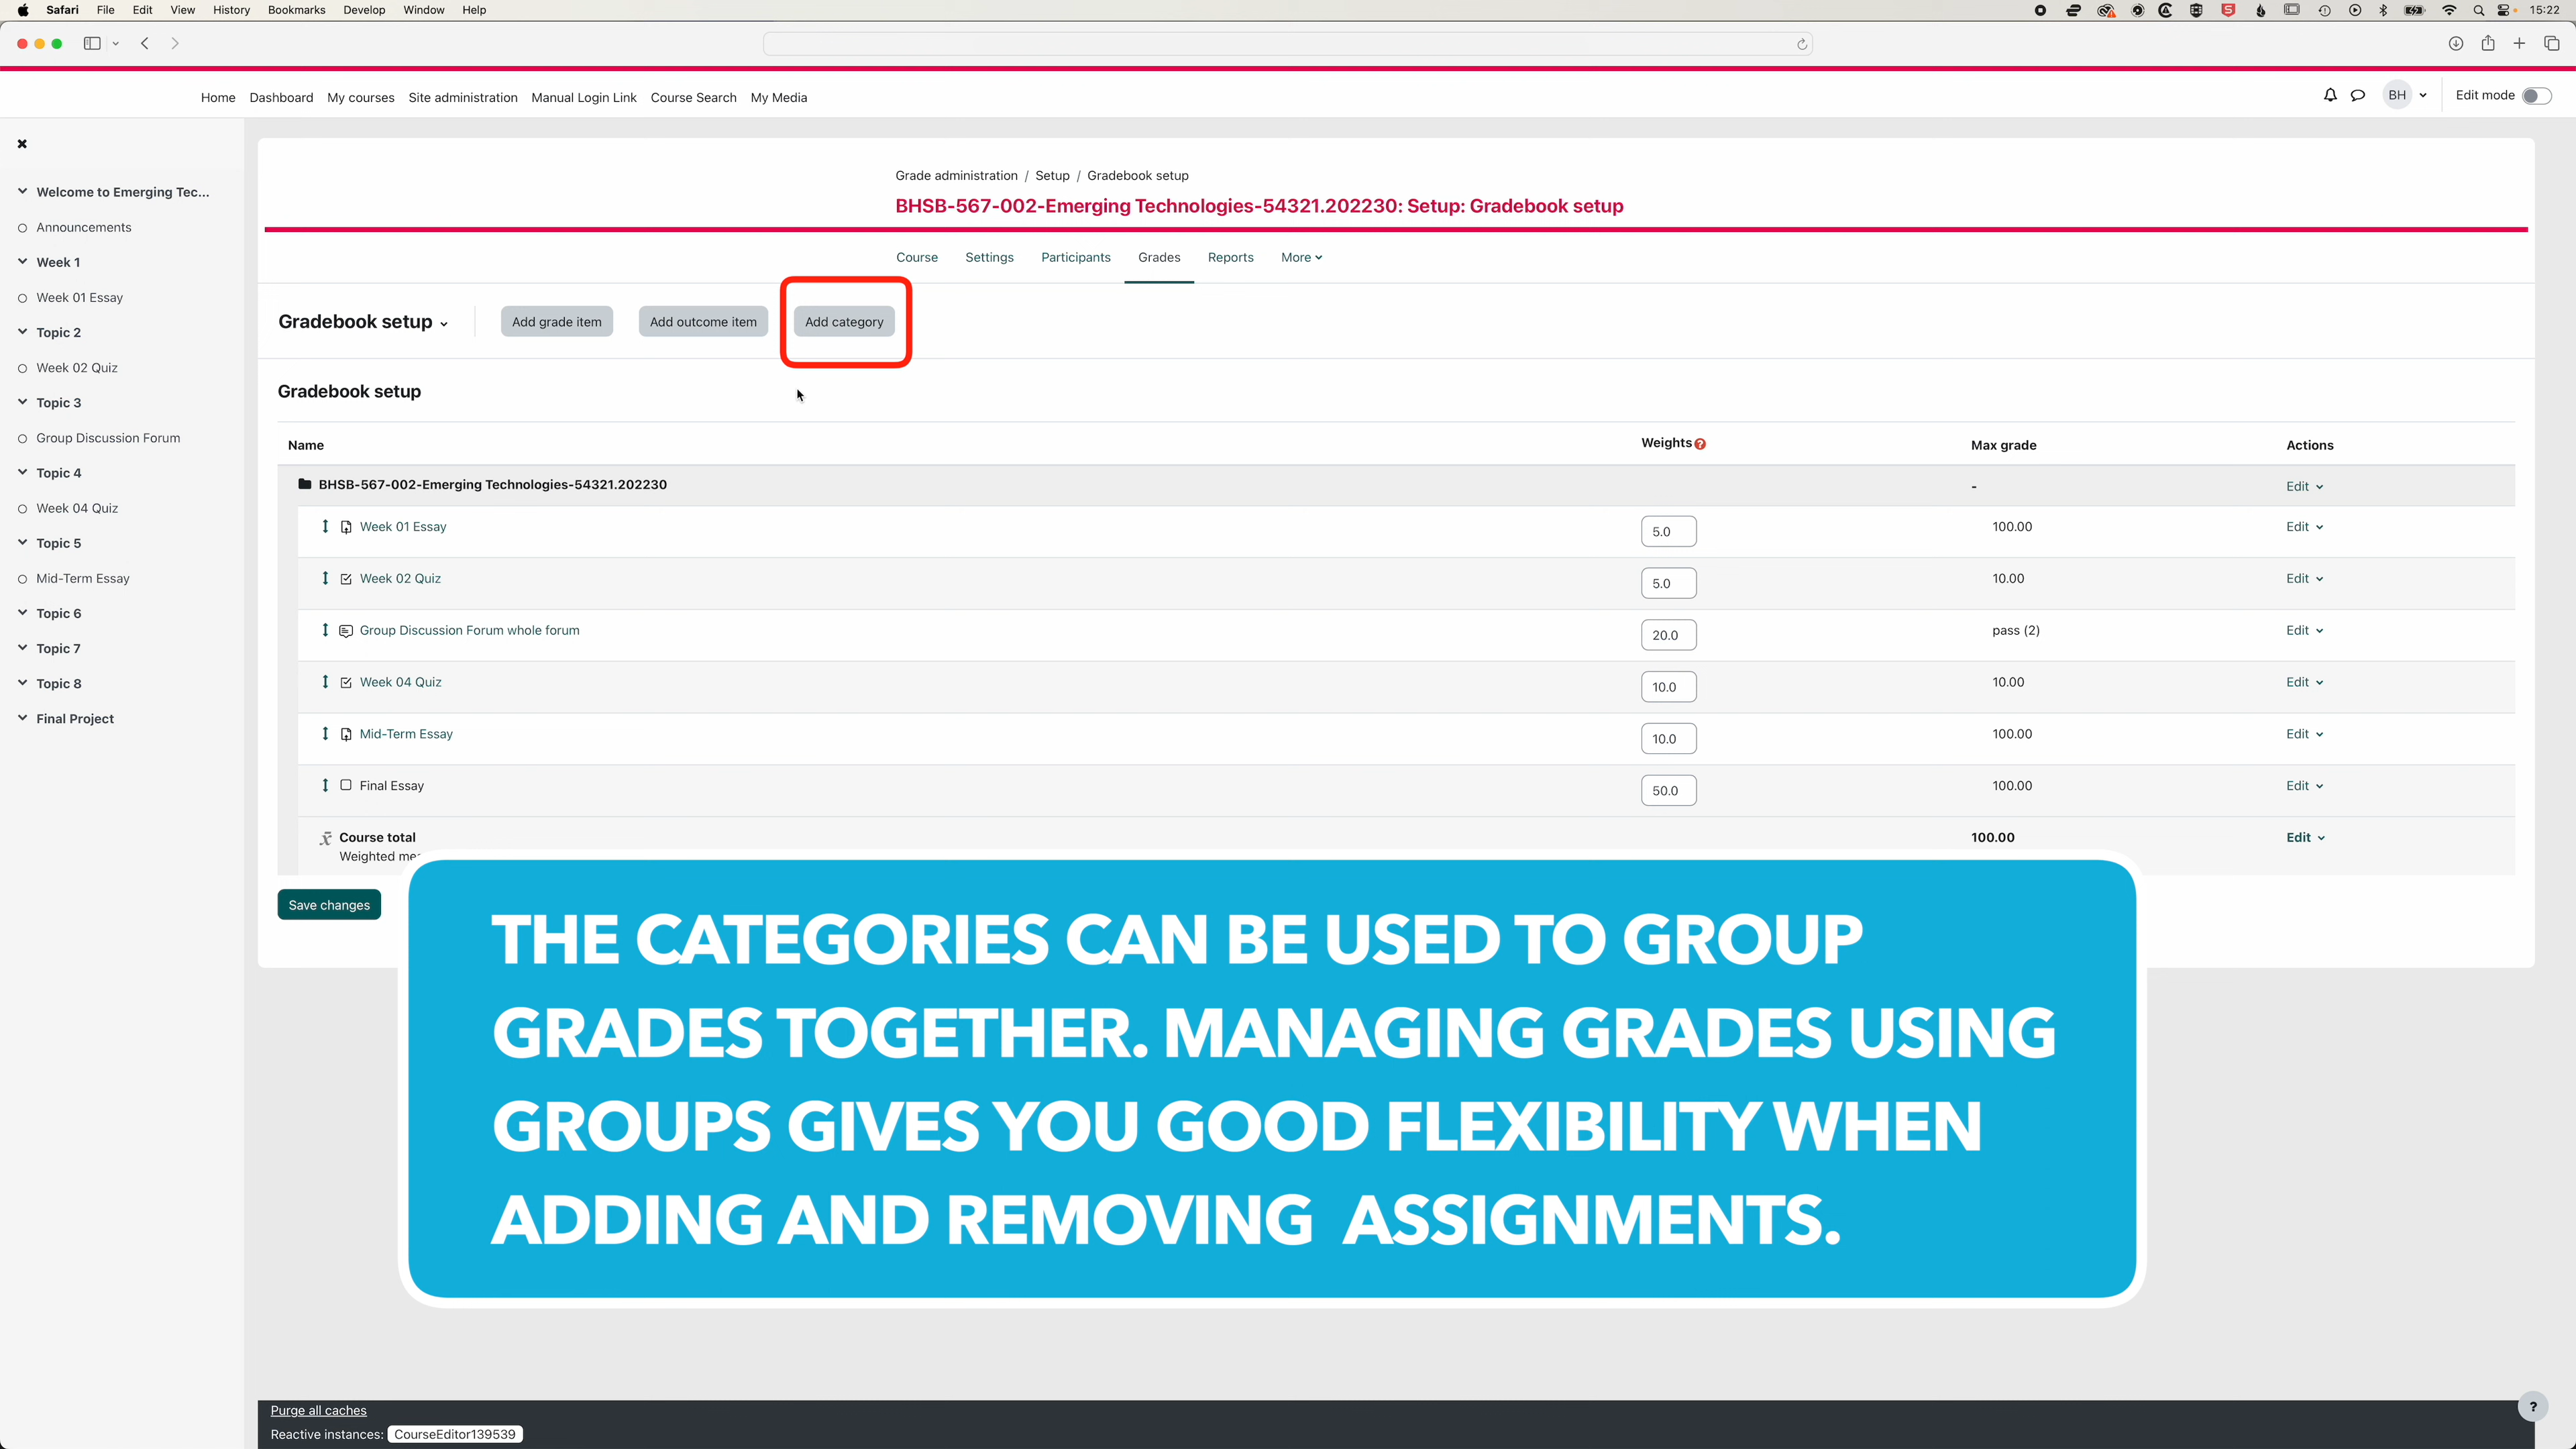 Safari File Edit View History Bookmarks Develop Window Help 15:22
Home Dashboard My courses Site administration Manual Login Link Course Search My Media BH Edit mode
Welcome to Emerging Tec...
Announcements
Week 1
Week 01 Essay
Topic 2
Week 02 Quiz
Topic 3
Group Discussion Forum
Topic 4
Week 04 Quiz
Topic 5
Mid-Term Essay
Topic 6
Topic 7
Topic 8
Final Project
Grade administration / Setup / Gradebook setup
BHSB-567-002-Emerging Technologies-54321.202230: Setup: Gradebook setup
Course Settings Participants Grades Reports More
Gradebook setup Add grade item Add outcome item Add category
Gradebook setup
Name Weights Max grade Actions
BHSB-567-002-Emerging Technologies-54321.202230 - Edit
Week 01 Essay 5.0 100.00 Edit
Week 02 Quiz 5.0 10.00 Edit
Group Discussion Forum whole forum 20.0 pass (2) Edit
Week 04 Quiz 10.0 10.00 Edit
Mid-Term Essay 10.0 100.00 Edit
Final Essay 50.0 100.00 Edit
Course total 100.00 Edit
Weighted
Save changes
THE CATEGORIES CAN BE USED TO GROUP
GRADES TOGETHER. MANAGING GRADES USING
GROUPS GIVES YOU GOOD FLEXIBILITY WHEN
ADDING AND REMOVING ASSIGNMENTS.
Purge all caches
Reactive instances: CourseEditor139539
?